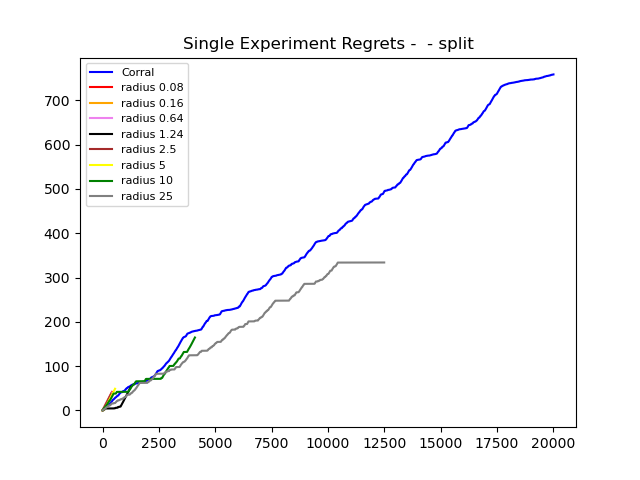 Single Experiment Regrets -  - split
Corral
radius 0.08
radius 0.16
radius 0.64
radius 1.24
radius 2.5
radius 5
radius 10
radius 25
700
600
500
400
300
200
100
0
0 2500 5000 7500 10000 12500 15000 17500 20000